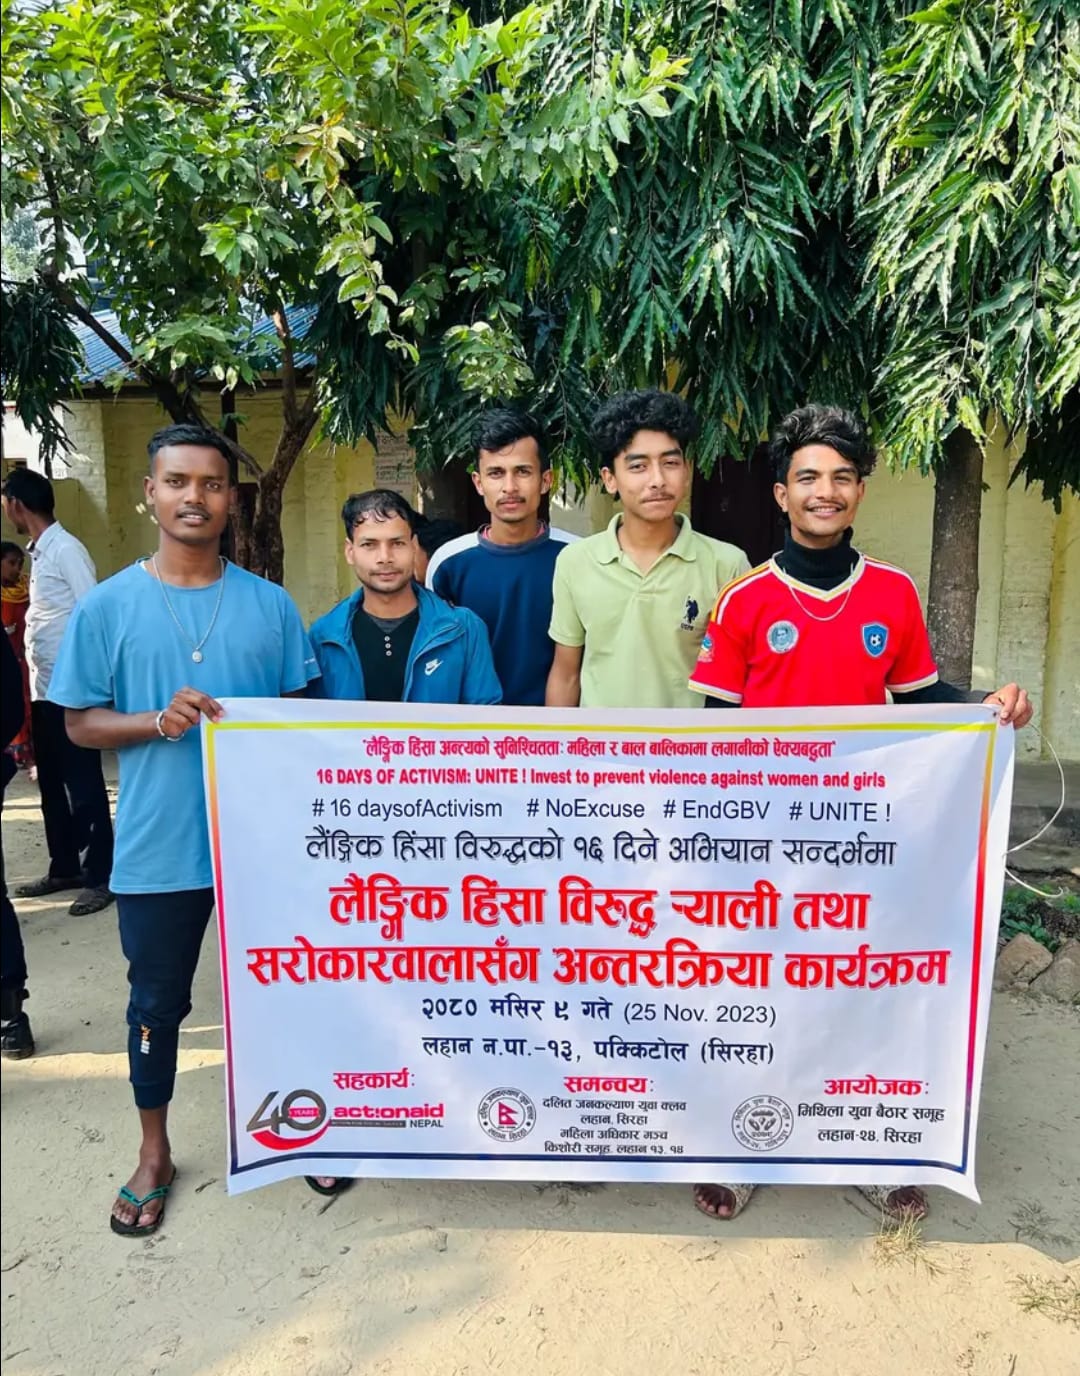 "लैङ्गिक हिंसा अन्त्यको सुनिश्चितताः महिला र बाल बालिकामा लगानीको ऐक्यबद्धता"
16 DAYS OF ACTIVISM: UNITE ! Invest to prevent violence against women and girls
# 16 daysofActivism # NoExcuse # EndGBV # UNITE !
लैंङ्गिक हिंसा विरुद्धको १६ दिने अभियान सन्दर्भमा
लैंङ्गिक हिंसा विरुद्ध ऱ्याली तथा
सरोकारवालासँग अन्तरक्रिया कार्यक्रम
२०८० मंसिर ९ गते (25 Nov. 2023)
लहान न.पा.-१३, पक्किटोल (सिरहा)
सहकार्यः
40 YEARS
act!onaid
NEPAL
समन्वयः
दलित जनकल्याण युवा क्लव
लहान, सिरहा
महिला अधिकार मञ्च
किशोरी समूह, लहान १३, १४
आयोजकः
मिथिला युवा बैठार समूह
लहान-२४, सिरहा